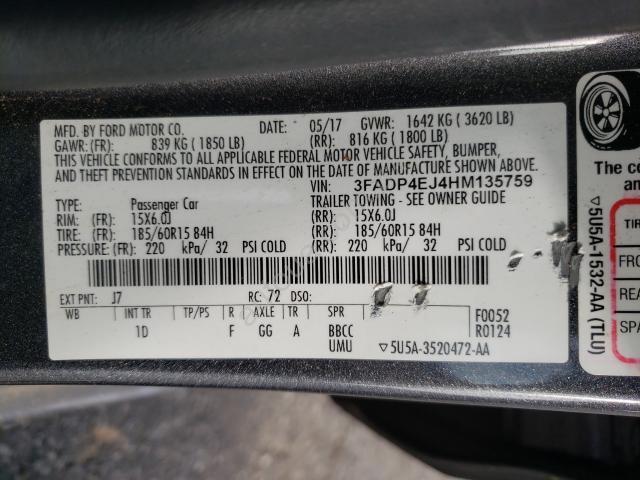 MFD. BY FORD MOTOR CO. DATE: 05/17 GVWR: 1642 KG ( 3620 LB)
GAWR: (FR): 839 KG ( 1850 LB) (RR): 816 KG ( 1800 LB)
THIS VEHICLE CONFORMS TO ALL APPLICABLE FEDERAL MOTOR VEHICLE SAFETY, BUMPER,
AND THEFT PREVENTION STANDARDS IN EFFECT ON THE DATE OF MANUFACTURE SHOWN ABOVE.
VIN: 3FADP4EJ4HM135759
TYPE: Passenger Car TRAILER TOWING - SEE OWNER GUIDE
RIM: (FR): 15X6.0J (RR): 15X6.0J
TIRE: (FR): 185/60R15 84H (RR): 185/60R15 84H
PRESSURE: (FR): 220 kPa/ 32 PSI COLD (RR): 220 kPa/ 32 PSI COLD
EXT PNT: J7 RC: 72 DSO:
WB INT TR TP/PS R AXLE TR SPR F0052
1D F GG A BBCC R0124
UMU ▽5U5A-3520472-AA
▽5U5A-1532-AA (TLU)
TIR
FRO
REA
SPA